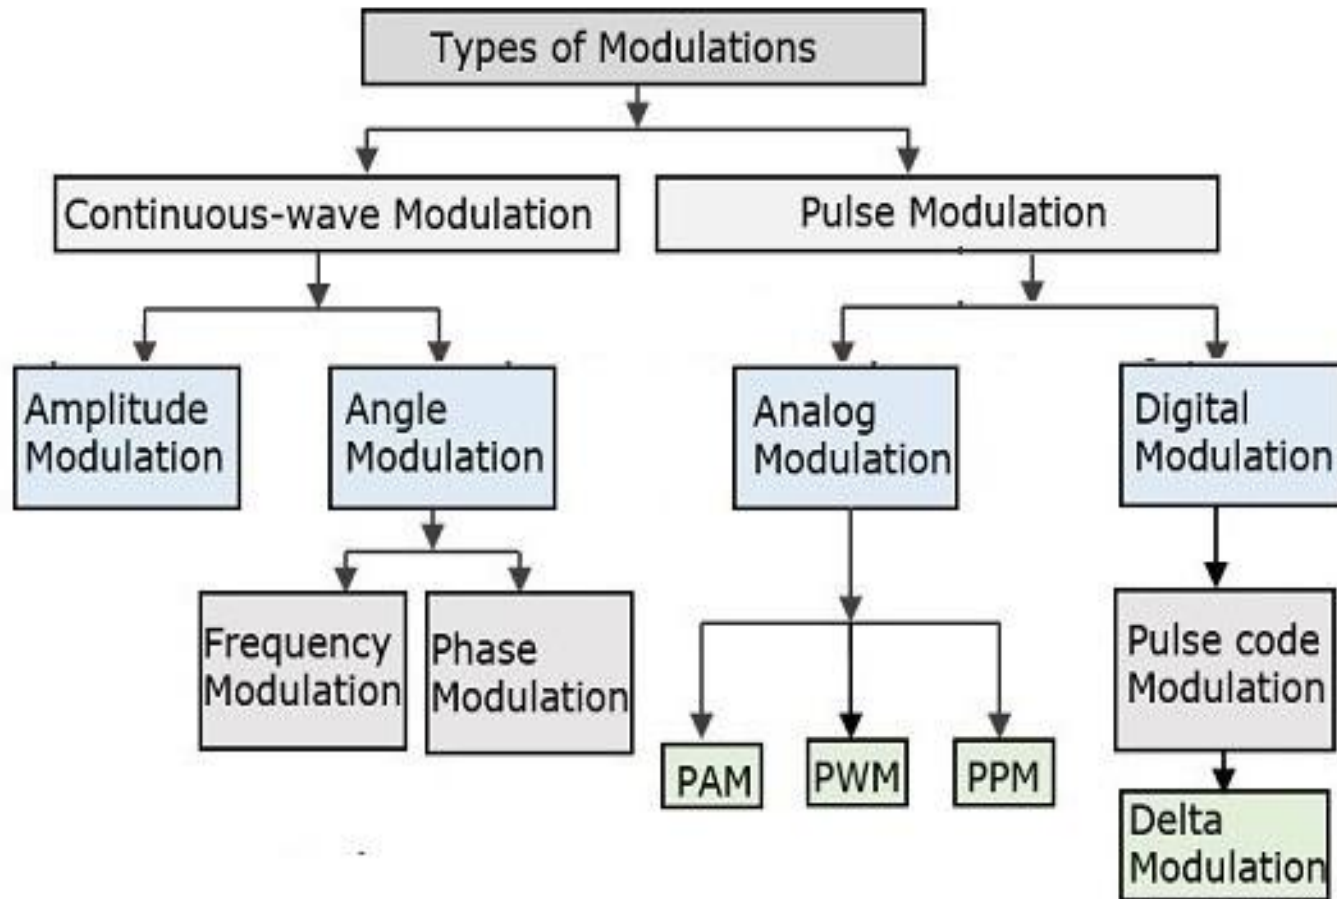 Types of Modulations
Continuous-wave Modulation
Pulse Modulation
Amplitude
Modulation
Angle
Modulation
Analog
Modulation
Digital
Modulation
Frequency
Modulation
Phase
Modulation
Pulse code
Modulation
PAM
PWM
PPM
Delta
Modulation